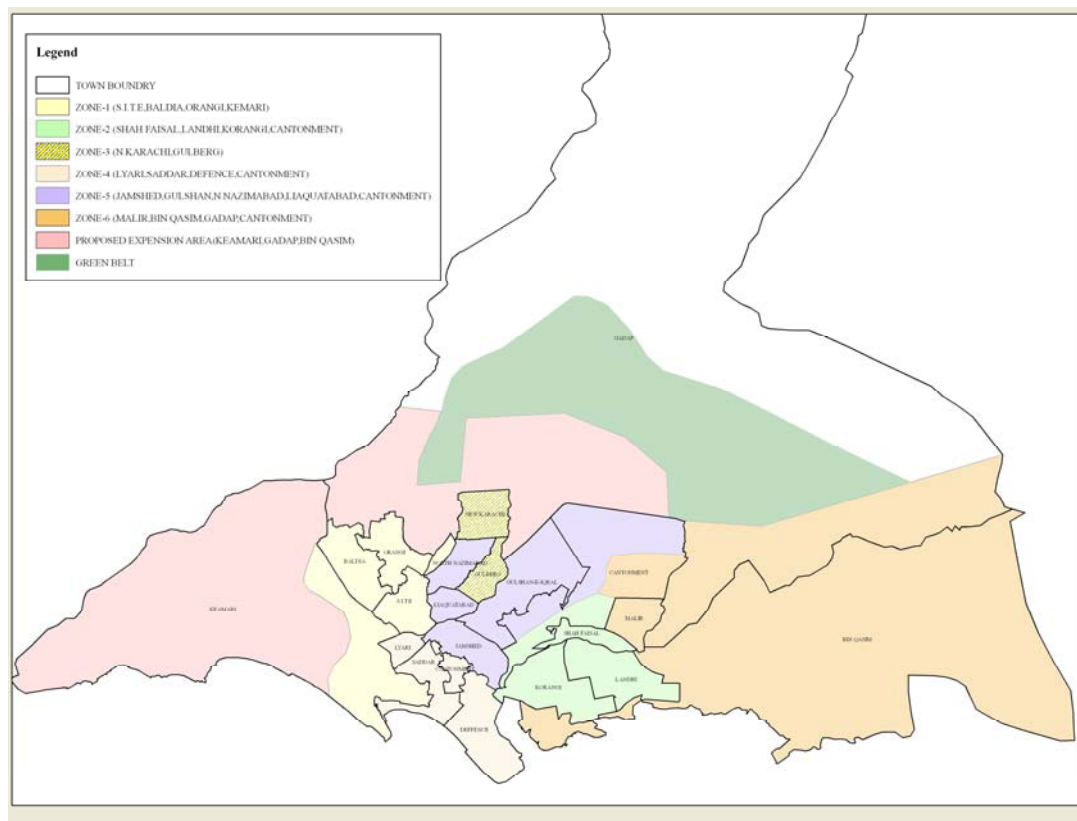 Legend
TOWN BOUNDRY
ZONE-1 (S.I.T.E,BALDIA,ORANGI,KEMARI)
ZONE-2 (SHAH FAISAL,LANDHI,KORANGI,CANTONMENT)
ZONE-3 (N.KARACHI,GULBERG)
ZONE-4 (LYARI,SADDAR,DEFENCE,CANTONMENT)
ZONE-5 (JAMSHED,GULSHAN,N.NAZIMABAD,LIAQUATABAD,CANTONMENT)
ZONE-6 (MALIR,BIN QASIM,GADAP,CANTONMENT)
PROPOSED EXPENSION AREA(KEAMARI,GADAP,BIN QASIM)
GREEN BELT
GADAP
NEW KARACHI
ORANGI
BALDIA
NORTH NAZIMABAD
GULBERG
GULSHAN-E-IQBAL
CANTONMENT
S.I.T.E
LIAQUATABAD
KEAMARI
MALIR
SHAH FAISAL
BIN QASIM
LYARI
JAMSHED
SADDAR
CANTONMENT
LANDHI
KORANGI
DEFFENCE